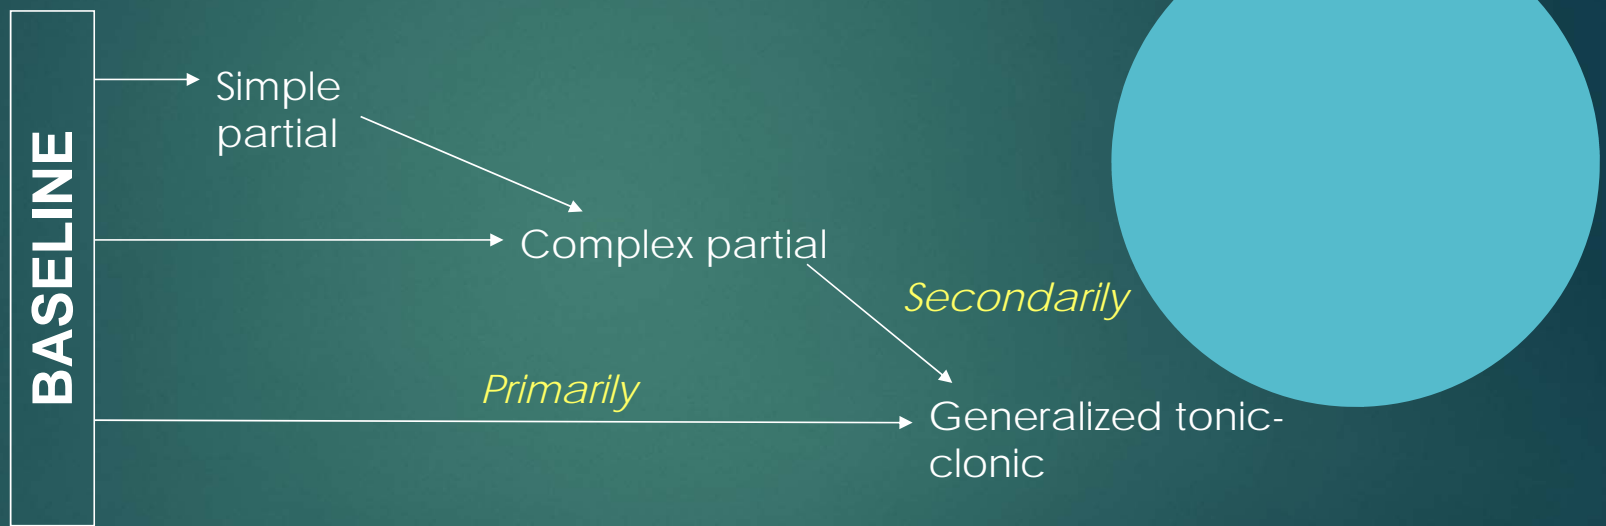 BASELINE
Simple
partial
Complex partial
Secondarily
Primarily
Generalized tonic-
clonic